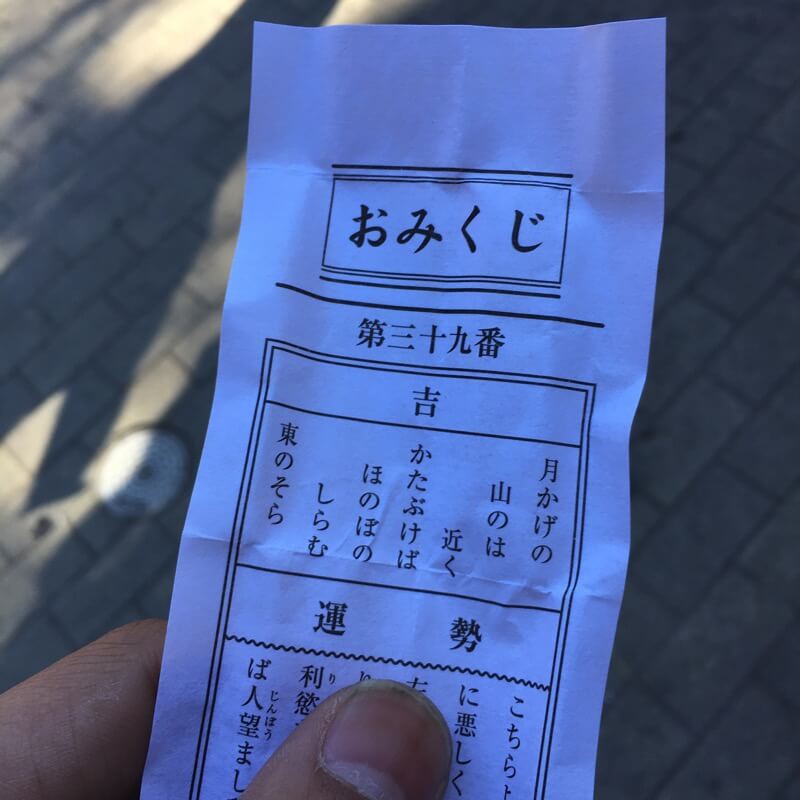 おみくじ
第三十九番
吉
月かげの
山のは
近く
かたぶけば
ほのぼの
しらむ
東のそら
運勢
こちら
に悪しく
利慾
ば人望まし